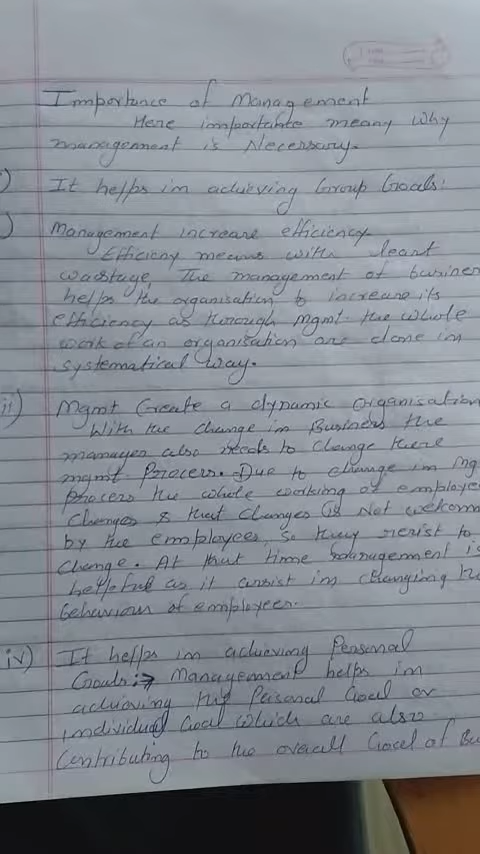 Importance of Management
Here importance means why
management is Necessary.
) It helps in achieving Group Goals:
) Management increase efficiency.
Efficieny means with least
wastage. The management of busines
helps the organisation to increase its
efficiency as through Mgmt the whole
work of an organisation are done in
systematical way.
ii) Mgmt Create a dynamic Organisation
With the change in Business the
manager also needs to change there
mgmt Process. Due to change in Mg
Process the whole working of employe
Changes & that changes is Not welcom
by the employees, so they resist to
change. At that time management is
helpful as it assist in changing the
behaviour of employees.
iv) It helps in achieving Personal
Goals :→ Management helps in
achieving Pasonal Goal or
individual Goal which are also
Contributing to the overall Goal of Bu